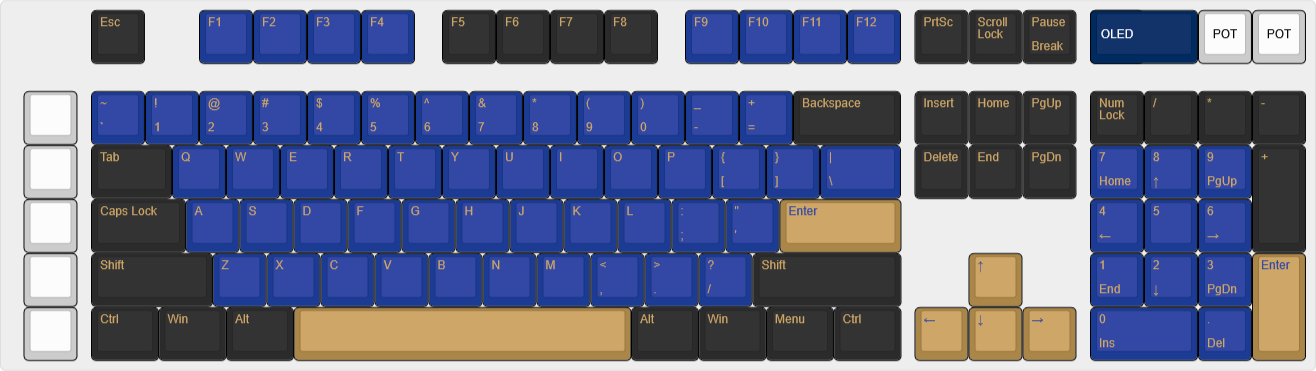 Esc F1 F2 F3 F4 F5 F6 F7 F8 F9 F10 F11 F12 PrtSc Scroll Lock Pause Break OLED POT POT
~ ` ! 1 @ 2 # 3 $ 4 % 5 ^ 6 & 7 * 8 ( 9 ) 0 _ - + = Backspace Insert Home PgUp Num Lock / * -
Tab Q W E R T Y U I O P { [ } ] | \ Delete End PgDn 7 Home 8 ↑ 9 PgUp +
Caps Lock A S D F G H J K L : ; " ' Enter 4 ← 5 6 →
Shift Z X C V B N M < , > . ? / Shift ↑ 1 End 2 ↓ 3 PgDn Enter
Ctrl Win Alt Alt Win Menu Ctrl ← ↓ → 0 Ins . Del